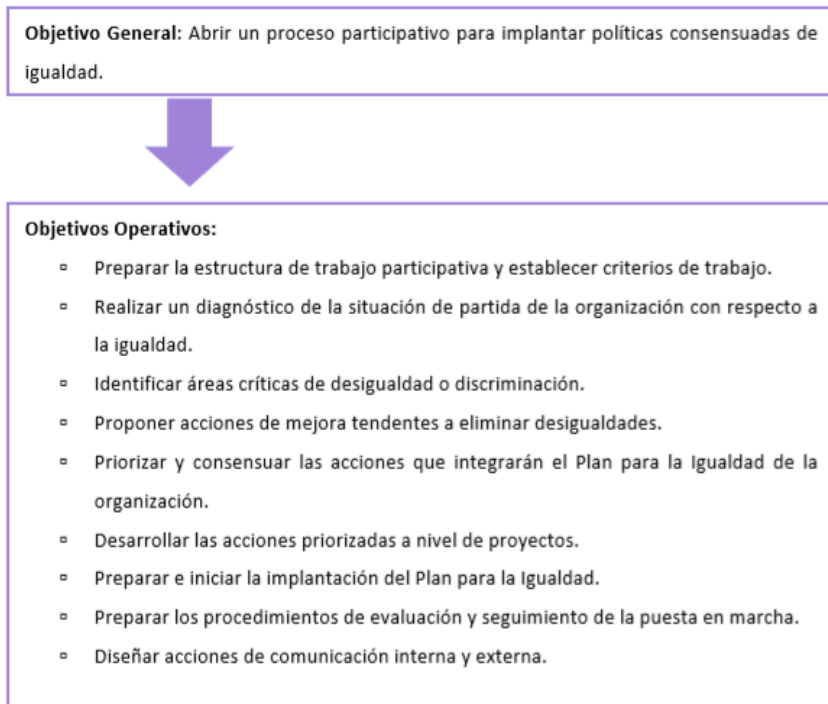 Objetivo General: Abrir un proceso participativo para implantar políticas consensuadas de
igualdad.
Objetivos Operativos:
▫ Preparar la estructura de trabajo participativa y establecer criterios de trabajo.
▫ Realizar un diagnóstico de la situación de partida de la organización con respecto a
la igualdad.
▫ Identificar áreas críticas de desigualdad o discriminación.
▫ Proponer acciones de mejora tendentes a eliminar desigualdades.
▫ Priorizar y consensuar las acciones que integrarán el Plan para la Igualdad de la
organización.
▫ Desarrollar las acciones priorizadas a nivel de proyectos.
▫ Preparar e iniciar la implantación del Plan para la Igualdad.
▫ Preparar los procedimientos de evaluación y seguimiento de la puesta en marcha.
▫ Diseñar acciones de comunicación interna y externa.